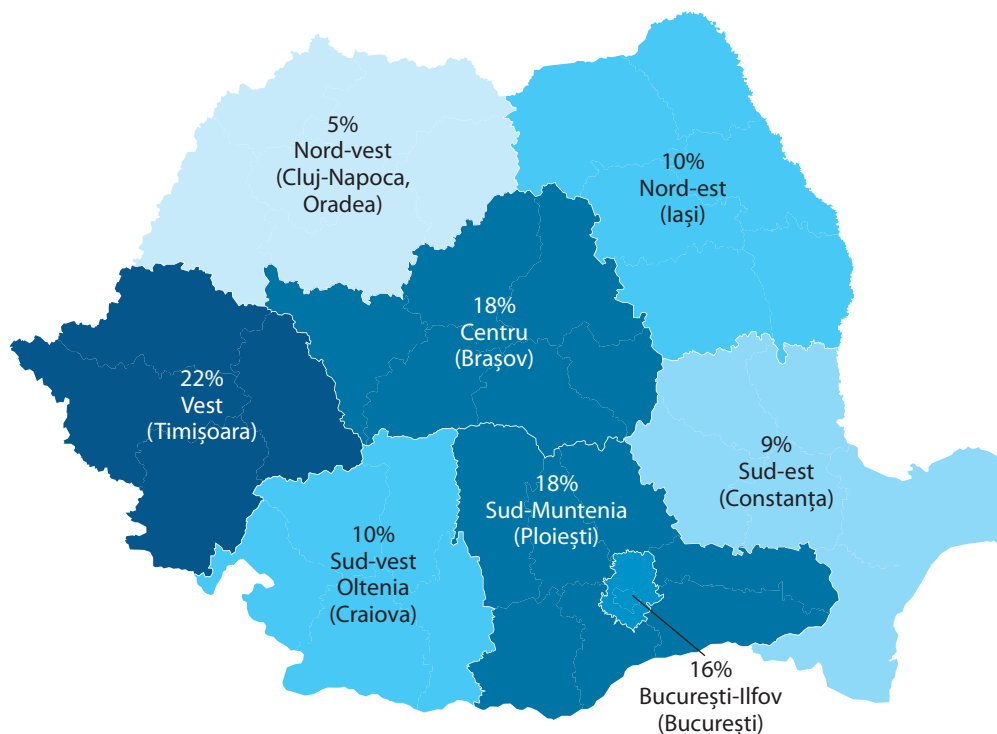 5%
Nord-vest
(Cluj-Napoca,
Oradea)
10%
Nord-est
(Iași)
18%
Centru
(Brașov)
22%
Vest
(Timișoara)
9%
Sud-est
(Constanța)
18%
Sud-Muntenia
(Ploiești)
10%
Sud-vest
Oltenia
(Craiova)
16%
București-Ilfov
(București)